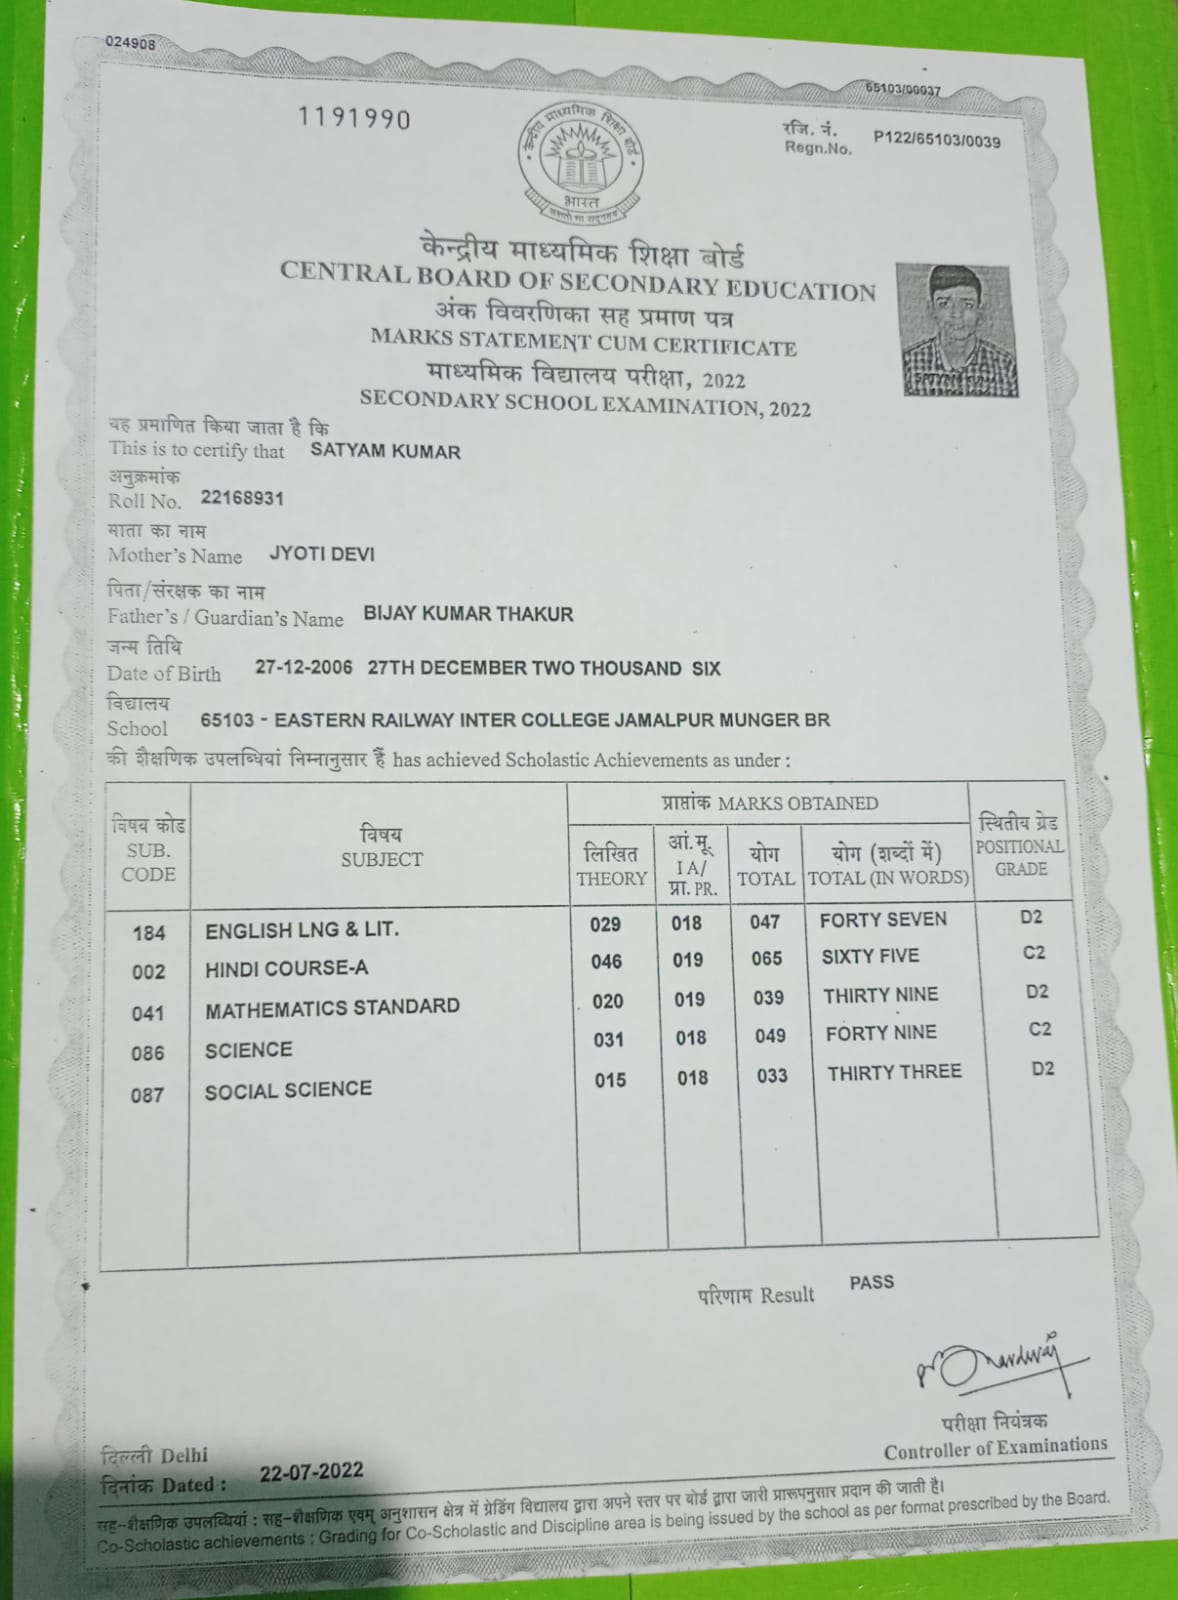 024908
65103/00037
1191990
रजि. नं.
Regn.No. P122/65103/0039
केन्द्रीय माध्यमिक शिक्षा बोर्ड
भारत
असतो मा सद्गमय
केन्द्रीय माध्यमिक शिक्षा बोर्ड
CENTRAL BOARD OF SECONDARY EDUCATION
अंक विवरणिका सह प्रमाण पत्र
MARKS STATEMENT CUM CERTIFICATE
माध्यमिक विद्यालय परीक्षा, 2022
SECONDARY SCHOOL EXAMINATION, 2022
यह प्रमाणित किया जाता है कि
This is to certify that SATYAM KUMAR
अनुक्रमांक
Roll No. 22168931
माता का नाम
Mother's Name JYOTI DEVI
पिता/संरक्षक का नाम
Father's / Guardian's Name BIJAY KUMAR THAKUR
जन्म तिथि
Date of Birth 27-12-2006 27TH DECEMBER TWO THOUSAND SIX
विद्यालय
School 65103 - EASTERN RAILWAY INTER COLLEGE JAMALPUR MUNGER BR
की शैक्षणिक उपलब्धियां निम्नानुसार हैं has achieved Scholastic Achievements as under :
विषय कोड
SUB.
CODE
विषय
SUBJECT
प्राप्तांक MARKS OBTAINED
लिखित
THEORY
आं.मू.
I A/
प्रा. PR.
योग
TOTAL
योग (शब्दों में)
TOTAL (IN WORDS)
स्थितीय ग्रेड
POSITIONAL
GRADE
184 ENGLISH LNG & LIT. 029 018 047 FORTY SEVEN D2
002 HINDI COURSE-A 046 019 065 SIXTY FIVE C2
041 MATHEMATICS STANDARD 020 019 039 THIRTY NINE D2
086 SCIENCE 031 018 049 FORTY NINE C2
087 SOCIAL SCIENCE 015 018 033 THIRTY THREE D2
परिणाम Result PASS
परीक्षा नियंत्रक
Controller of Examinations
दिल्ली Delhi
दिनांक Dated : 22-07-2022
सह-शैक्षणिक उपलब्धियां : सह-शैक्षणिक एवम् अनुशासन क्षेत्र में ग्रेडिंग विद्यालय द्वारा अपने स्तर पर बोर्ड द्वारा जारी प्रारूपनुसार प्रदान की जाती है।
Co-Scholastic achievements : Grading for Co-Scholastic and Discipline area is being issued by the school as per format prescribed by the Board.